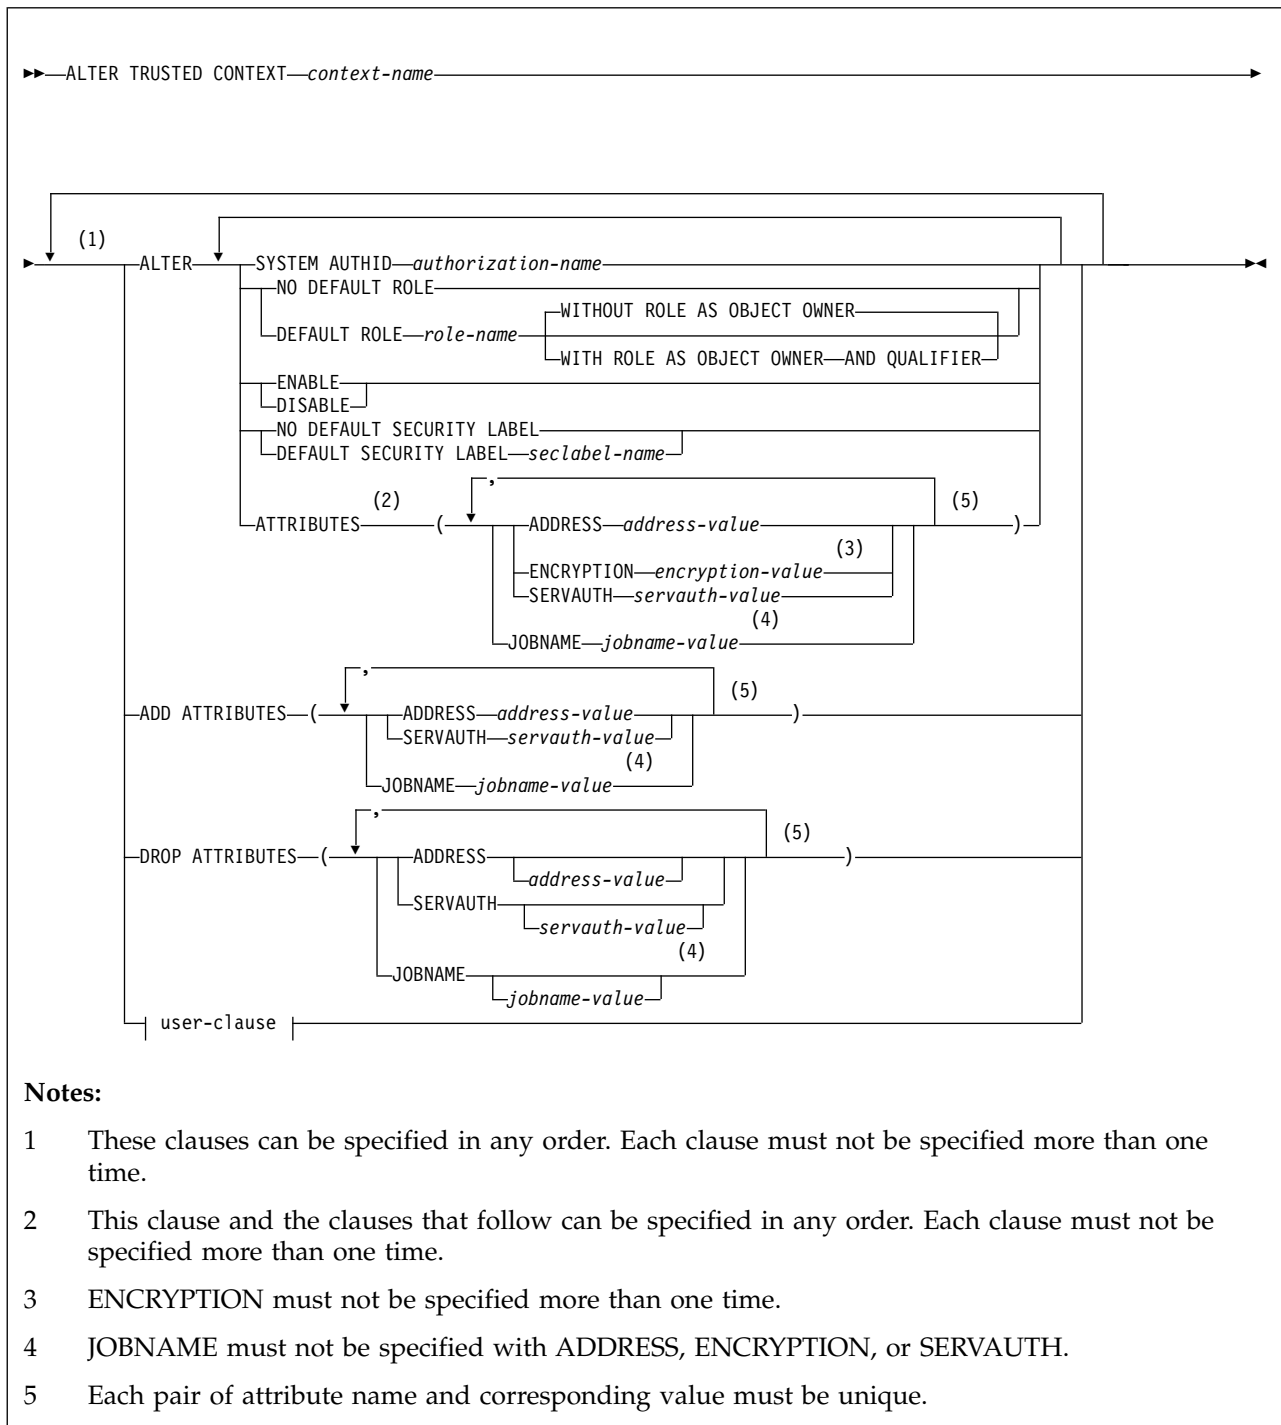 ALTER TRUSTED CONTEXT context-name
(1)
ALTER SYSTEM AUTHID authorization-name
NO DEFAULT ROLE
WITHOUT ROLE AS OBJECT OWNER
DEFAULT ROLE role-name
WITH ROLE AS OBJECT OWNER AND QUALIFIER
ENABLE
DISABLE
NO DEFAULT SECURITY LABEL
DEFAULT SECURITY LABEL seclabel-name
,
(2) (5)
ATTRIBUTES ( ADDRESS address-value )
(3)
ENCRYPTION encryption-value
SERVAUTH servauth-value
(4)
JOBNAME jobname-value
,
(5)
ADD ATTRIBUTES ( ADDRESS address-value )
SERVAUTH servauth-value
(4)
JOBNAME jobname-value
,
(5)
DROP ATTRIBUTES ( ADDRESS )
address-value
SERVAUTH
servauth-value
(4)
JOBNAME
jobname-value
user-clause
Notes:
1 These clauses can be specified in any order. Each clause must not be specified more than one
time.
2 This clause and the clauses that follow can be specified in any order. Each clause must not be
specified more than one time.
3 ENCRYPTION must not be specified more than one time.
4 JOBNAME must not be specified with ADDRESS, ENCRYPTION, or SERVAUTH.
5 Each pair of attribute name and corresponding value must be unique.